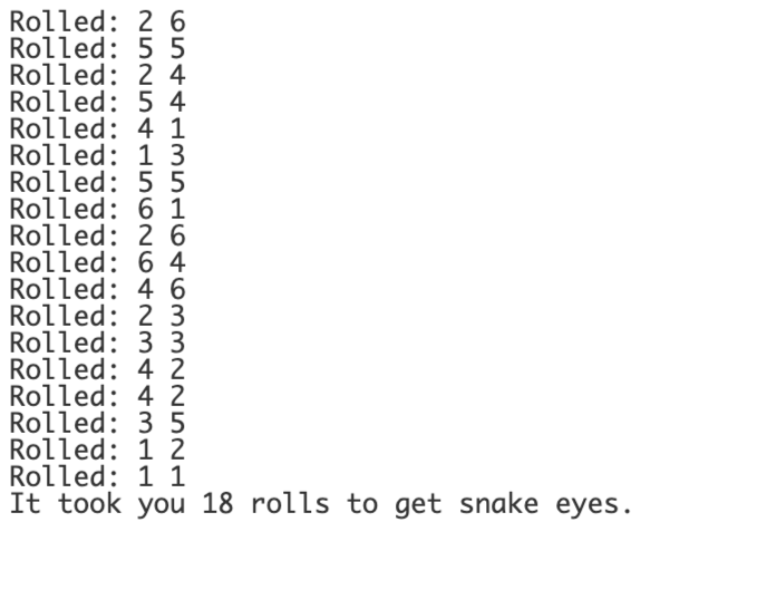 Rolled: 2 6
Rolled: 5 5
Rolled: 2 4
Rolled: 5 4
Rolled: 4 1
Rolled: 1 3
Rolled: 5 5
Rolled: 6 1
Rolled: 2 6
Rolled: 6 4
Rolled: 4 6
Rolled: 2 3
Rolled: 3 3
Rolled: 4 2
Rolled: 4 2
Rolled: 3 5
Rolled: 1 2
Rolled: 1 1
It took you 18 rolls to get snake eyes.